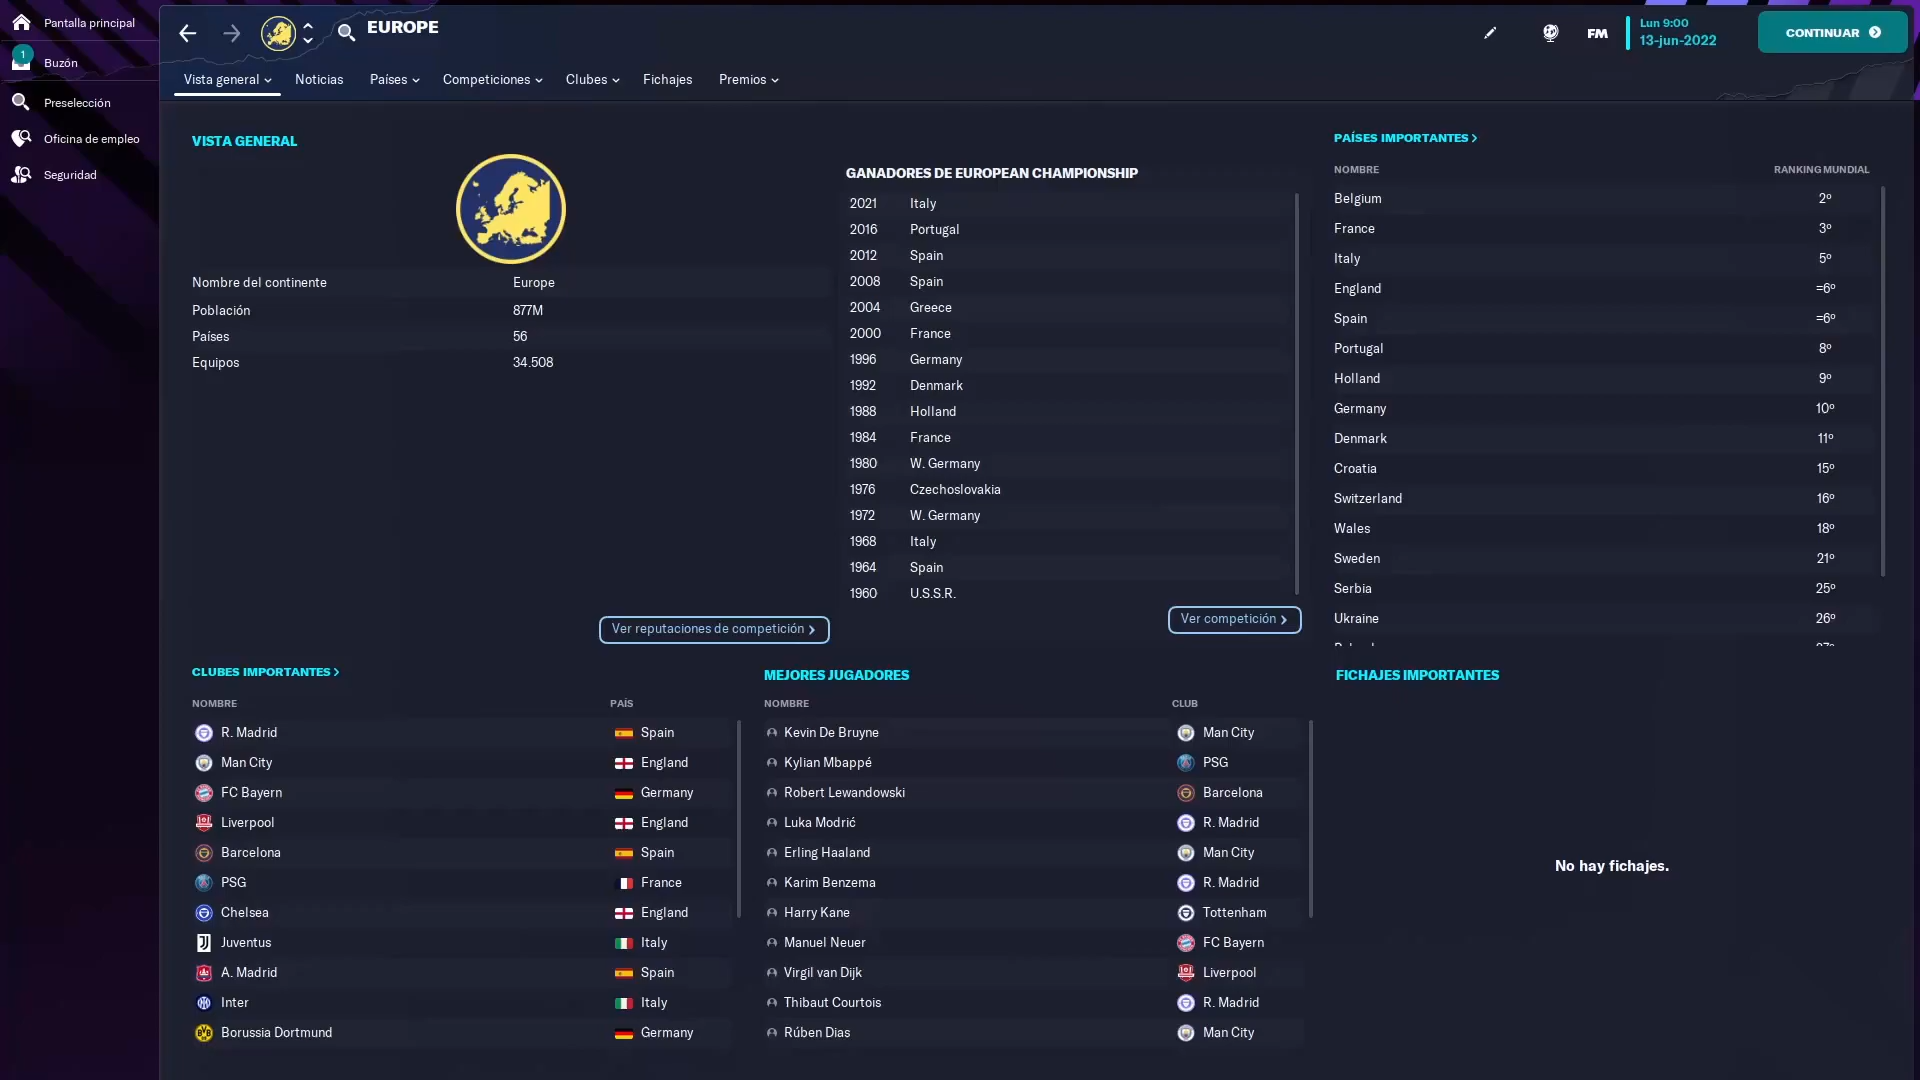 Pantalla principal
1
Buzón
Preselección
Oficina de empleo
Seguridad
EUROPE
FM
Lun 9:00
13-jun-2022
CONTINUAR
Vista general
Noticias
Países
Competiciones
Clubes
Fichajes
Premios
VISTA GENERAL
Nombre del continente Europe
Población 877M
Países 56
Equipos 34.508
Ver reputaciones de competición
GANADORES DE EUROPEAN CHAMPIONSHIP
2021 Italy
2016 Portugal
2012 Spain
2008 Spain
2004 Greece
2000 France
1996 Germany
1992 Denmark
1988 Holland
1984 France
1980 W. Germany
1976 Czechoslovakia
1972 W. Germany
1968 Italy
1964 Spain
1960 U.S.S.R.
Ver competición
PAÍSES IMPORTANTES
NOMBRE RANKING MUNDIAL
Belgium 2º
France 3º
Italy 5º
England =6º
Spain =6º
Portugal 8º
Holland 9º
Germany 10º
Denmark 11º
Croatia 15º
Switzerland 16º
Wales 18º
Sweden 21º
Serbia 25º
Ukraine 26º
CLUBES IMPORTANTES
NOMBRE PAÍS
R. Madrid Spain
Man City England
FC Bayern Germany
Liverpool England
Barcelona Spain
PSG France
Chelsea England
Juventus Italy
A. Madrid Spain
Inter Italy
Borussia Dortmund Germany
MEJORES JUGADORES
NOMBRE CLUB
Kevin De Bruyne Man City
Kylian Mbappé PSG
Robert Lewandowski Barcelona
Luka Modrić R. Madrid
Erling Haaland Man City
Karim Benzema R. Madrid
Harry Kane Tottenham
Manuel Neuer FC Bayern
Virgil van Dijk Liverpool
Thibaut Courtois R. Madrid
Rúben Dias Man City
FICHAJES IMPORTANTES
No hay fichajes.